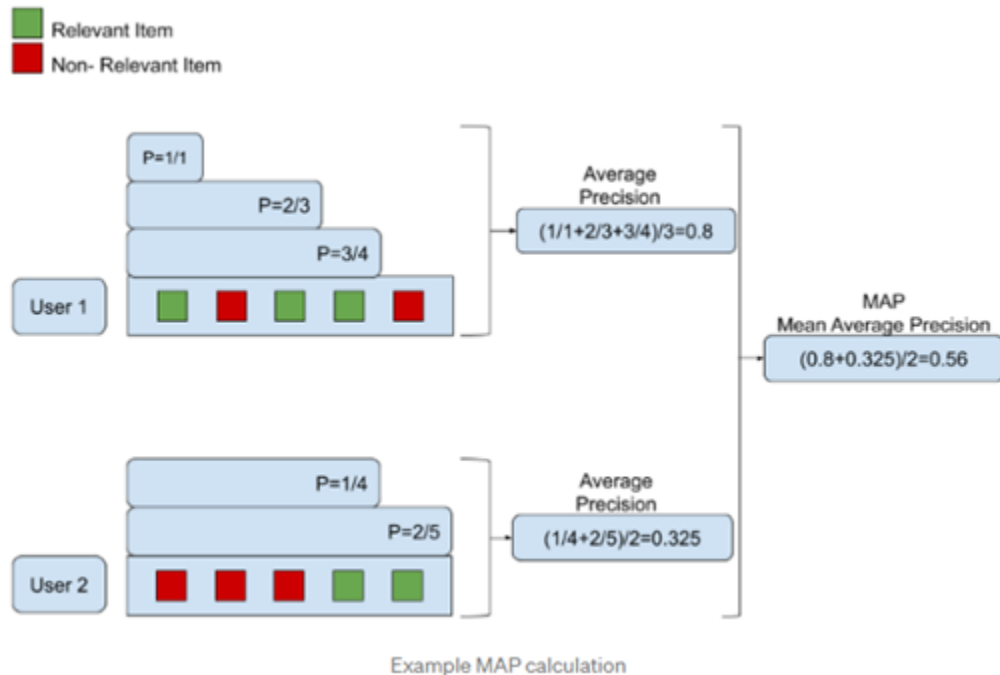 Relevant Item
Non- Relevant Item
P=1/1
P=2/3
P=3/4
User 1
Average
Precision
(1/1+2/3+3/4)/3=0.8
MAP
Mean Average Precision
(0.8+0.325)/2=0.56
P=1/4
P=2/5
User 2
Average
Precision
(1/4+2/5)/2=0.325
Example MAP calculation